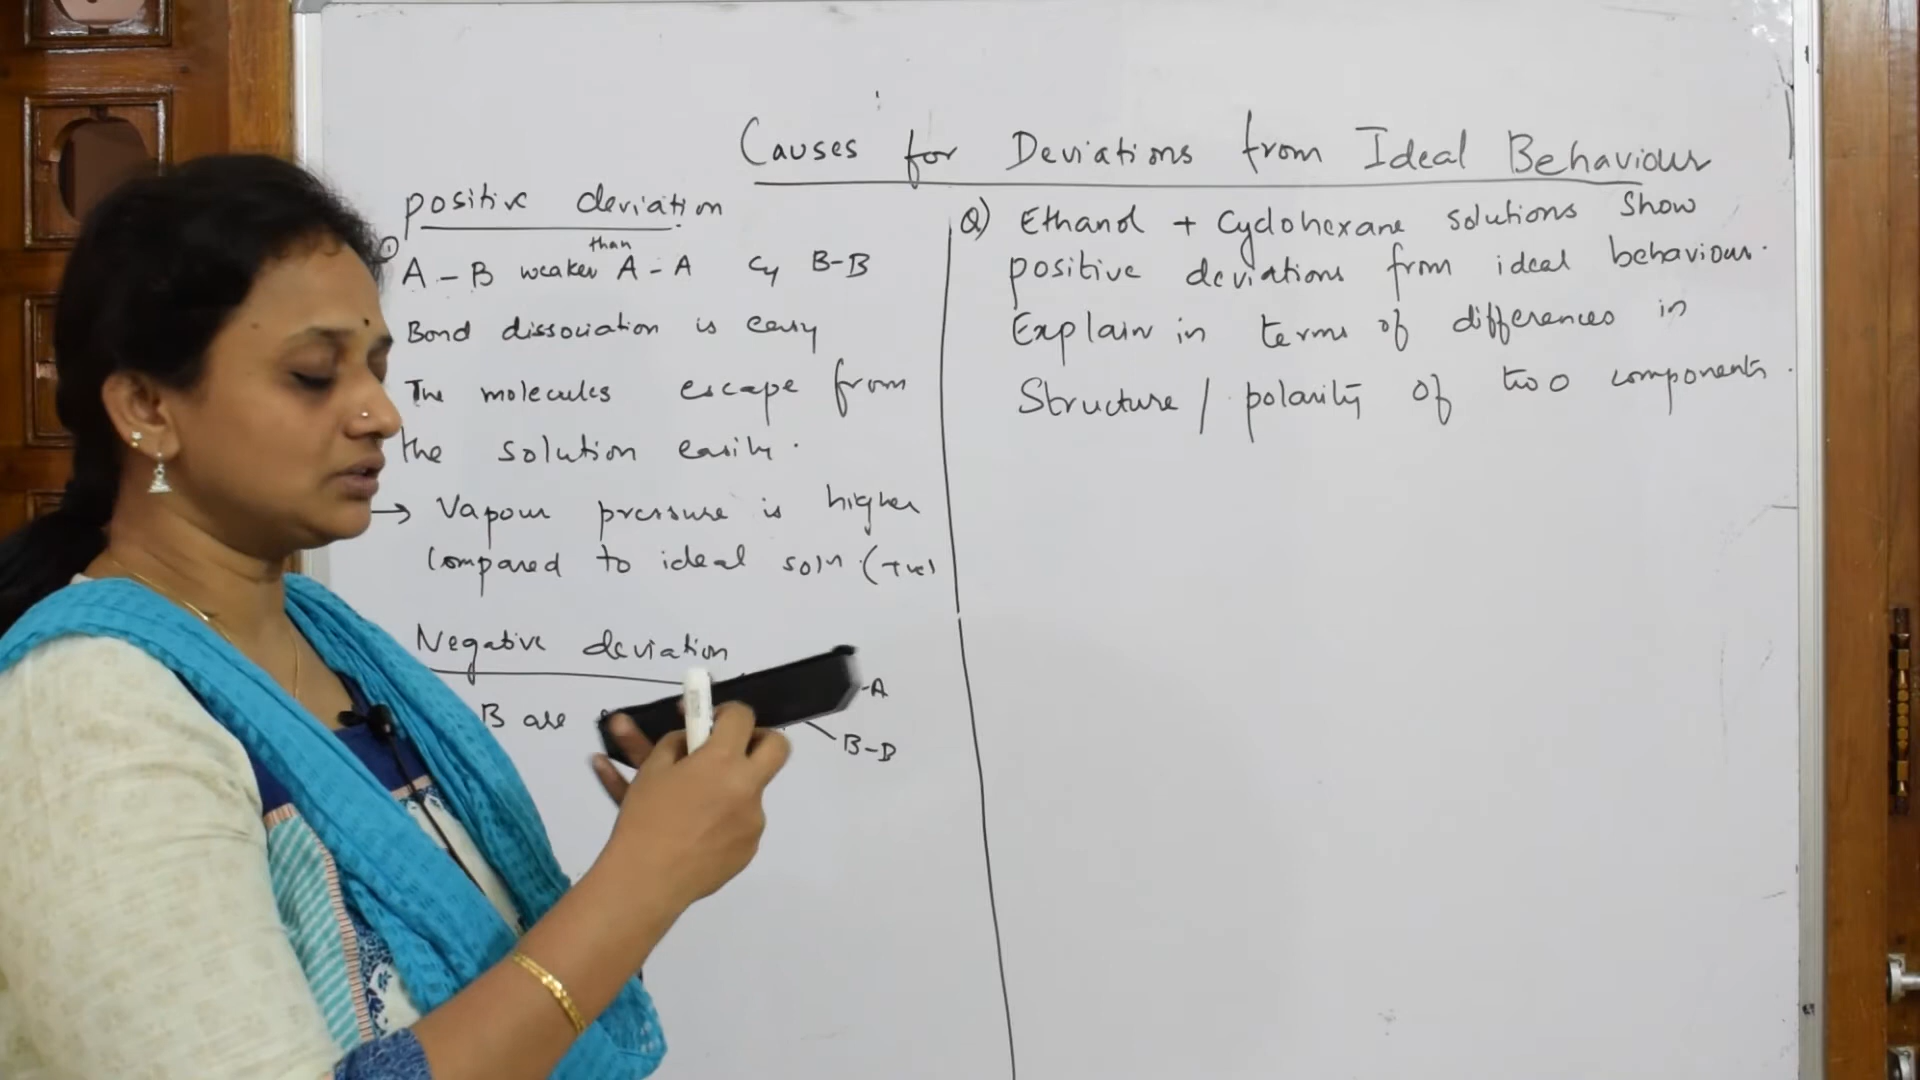 Causes for Deviations from Ideal Behaviour
positive deviation
①
than
A - B weaker A - A & B-B
Bond dissociation is easy
The molecules escape from
the solution easily.
→ Vapour pressure is higher
compared to ideal soln (+ve)
Negative deviation
B are
-A
B-B
Q) Ethanol + Cyclohexane solutions show
positive deviations from ideal behaviour.
Explain in terms of differences in
Structure / polarity of two components.